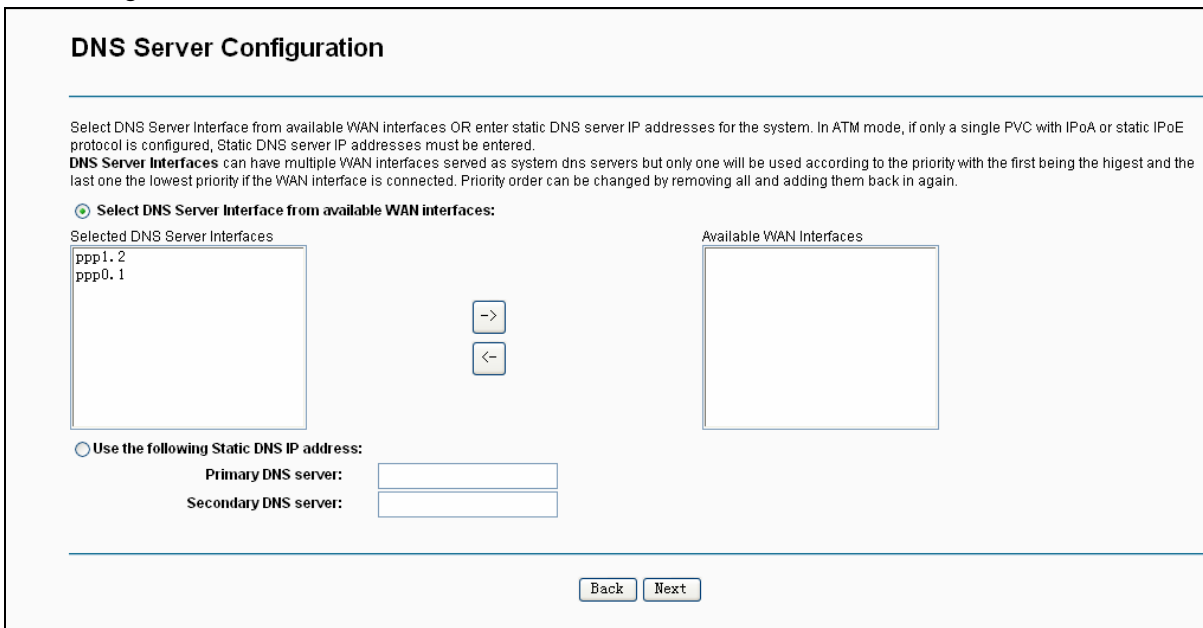 DNS Server Configuration
Select DNS Server Interface from available WAN interfaces OR enter static DNS server IP addresses for the system. In ATM mode, if only a single PVC with IPoA or static IPoE
protocol is configured, Static DNS server IP addresses must be entered.
DNS Server Interfaces can have multiple WAN interfaces served as system dns servers but only one will be used according to the priority with the first being the higest and the
last one the lowest priority if the WAN interface is connected. Priority order can be changed by removing all and adding them back in again.
Select DNS Server Interface from available WAN interfaces:
Selected DNS Server Interfaces
Available WAN Interfaces
ppp1.2
ppp0.1
->
<-
Use the following Static DNS IP address:
Primary DNS server:
Secondary DNS server:
Back Next